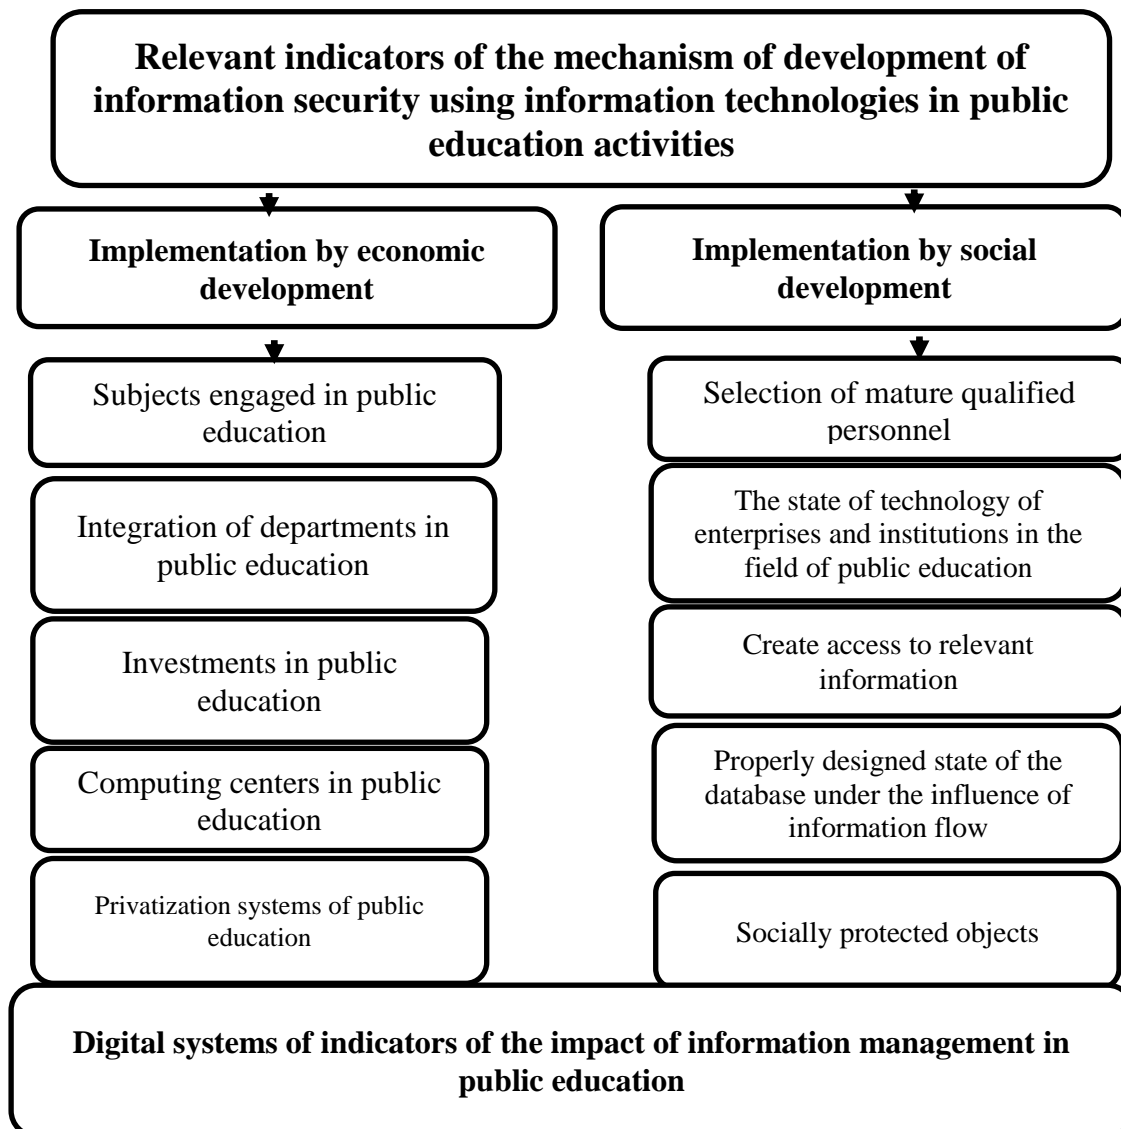 Relevant indicators of the mechanism of development of
information security using information technologies in public
education activities
Implementation by economic
development
Implementation by social
development
Subjects engaged in public
education
Integration of departments in
public education
Investments in public
education
Computing centers in public
education
Privatization systems of public
education
Selection of mature qualified
personnel
The state of technology of
enterprises and institutions in the
field of public education
Create access to relevant
information
Properly designed state of the
database under the influence of
information flow
Socially protected objects
Digital systems of indicators of the impact of information management in
public education